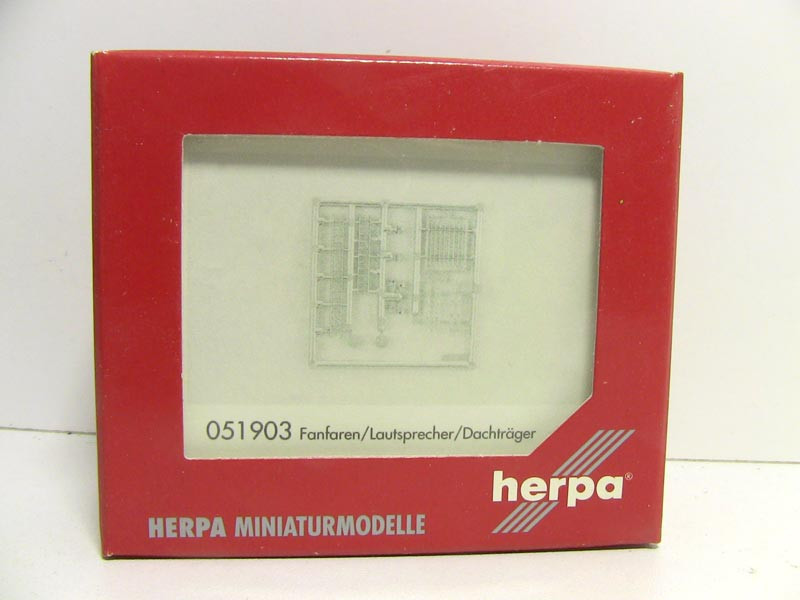 051903 Fanfaren/Lautsprecher/Dachträger
herpa®
HERPA MINIATURMODELLE